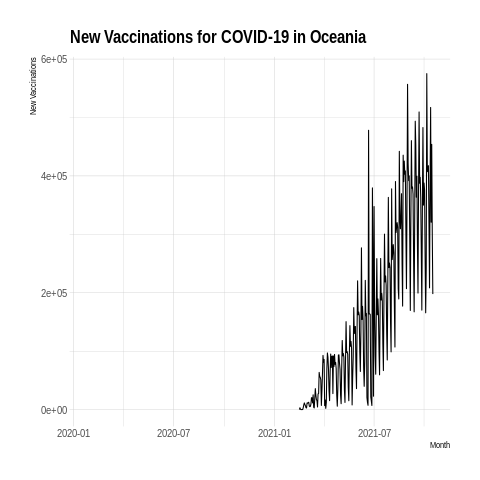 New Vaccinations for COVID-19 in Oceania
New Vaccinations
6e+05
4e+05
2e+05
0e+00
2020-01
2020-07
2021-01
2021-07
Month